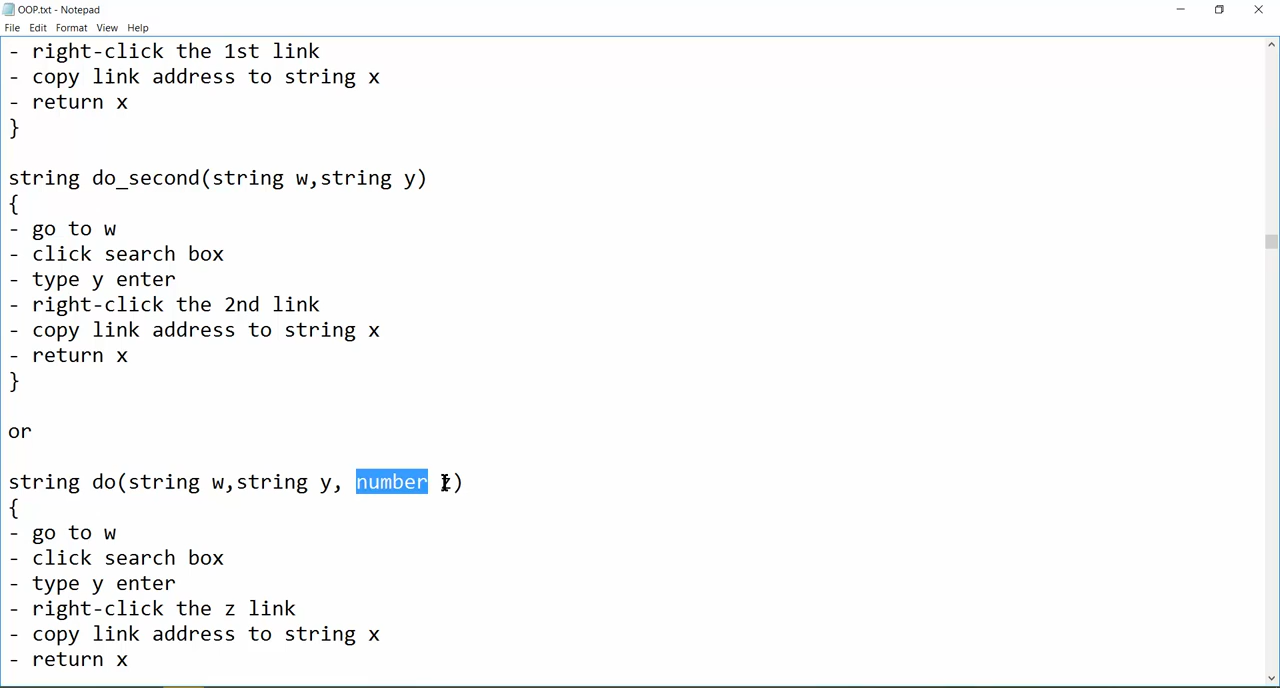 OOP.txt - Notepad
File Edit Format View Help
- right-click the 1st link
- copy link address to string x
- return x
}
string do_second(string w,string y)
{
- go to w
- click search box
- type y enter
- right-click the 2nd link
- copy link address to string x
- return x
}
or
string do(string w,string y, number z)
{
- go to w
- click search box
- type y enter
- right-click the z link
- copy link address to string x
- return x